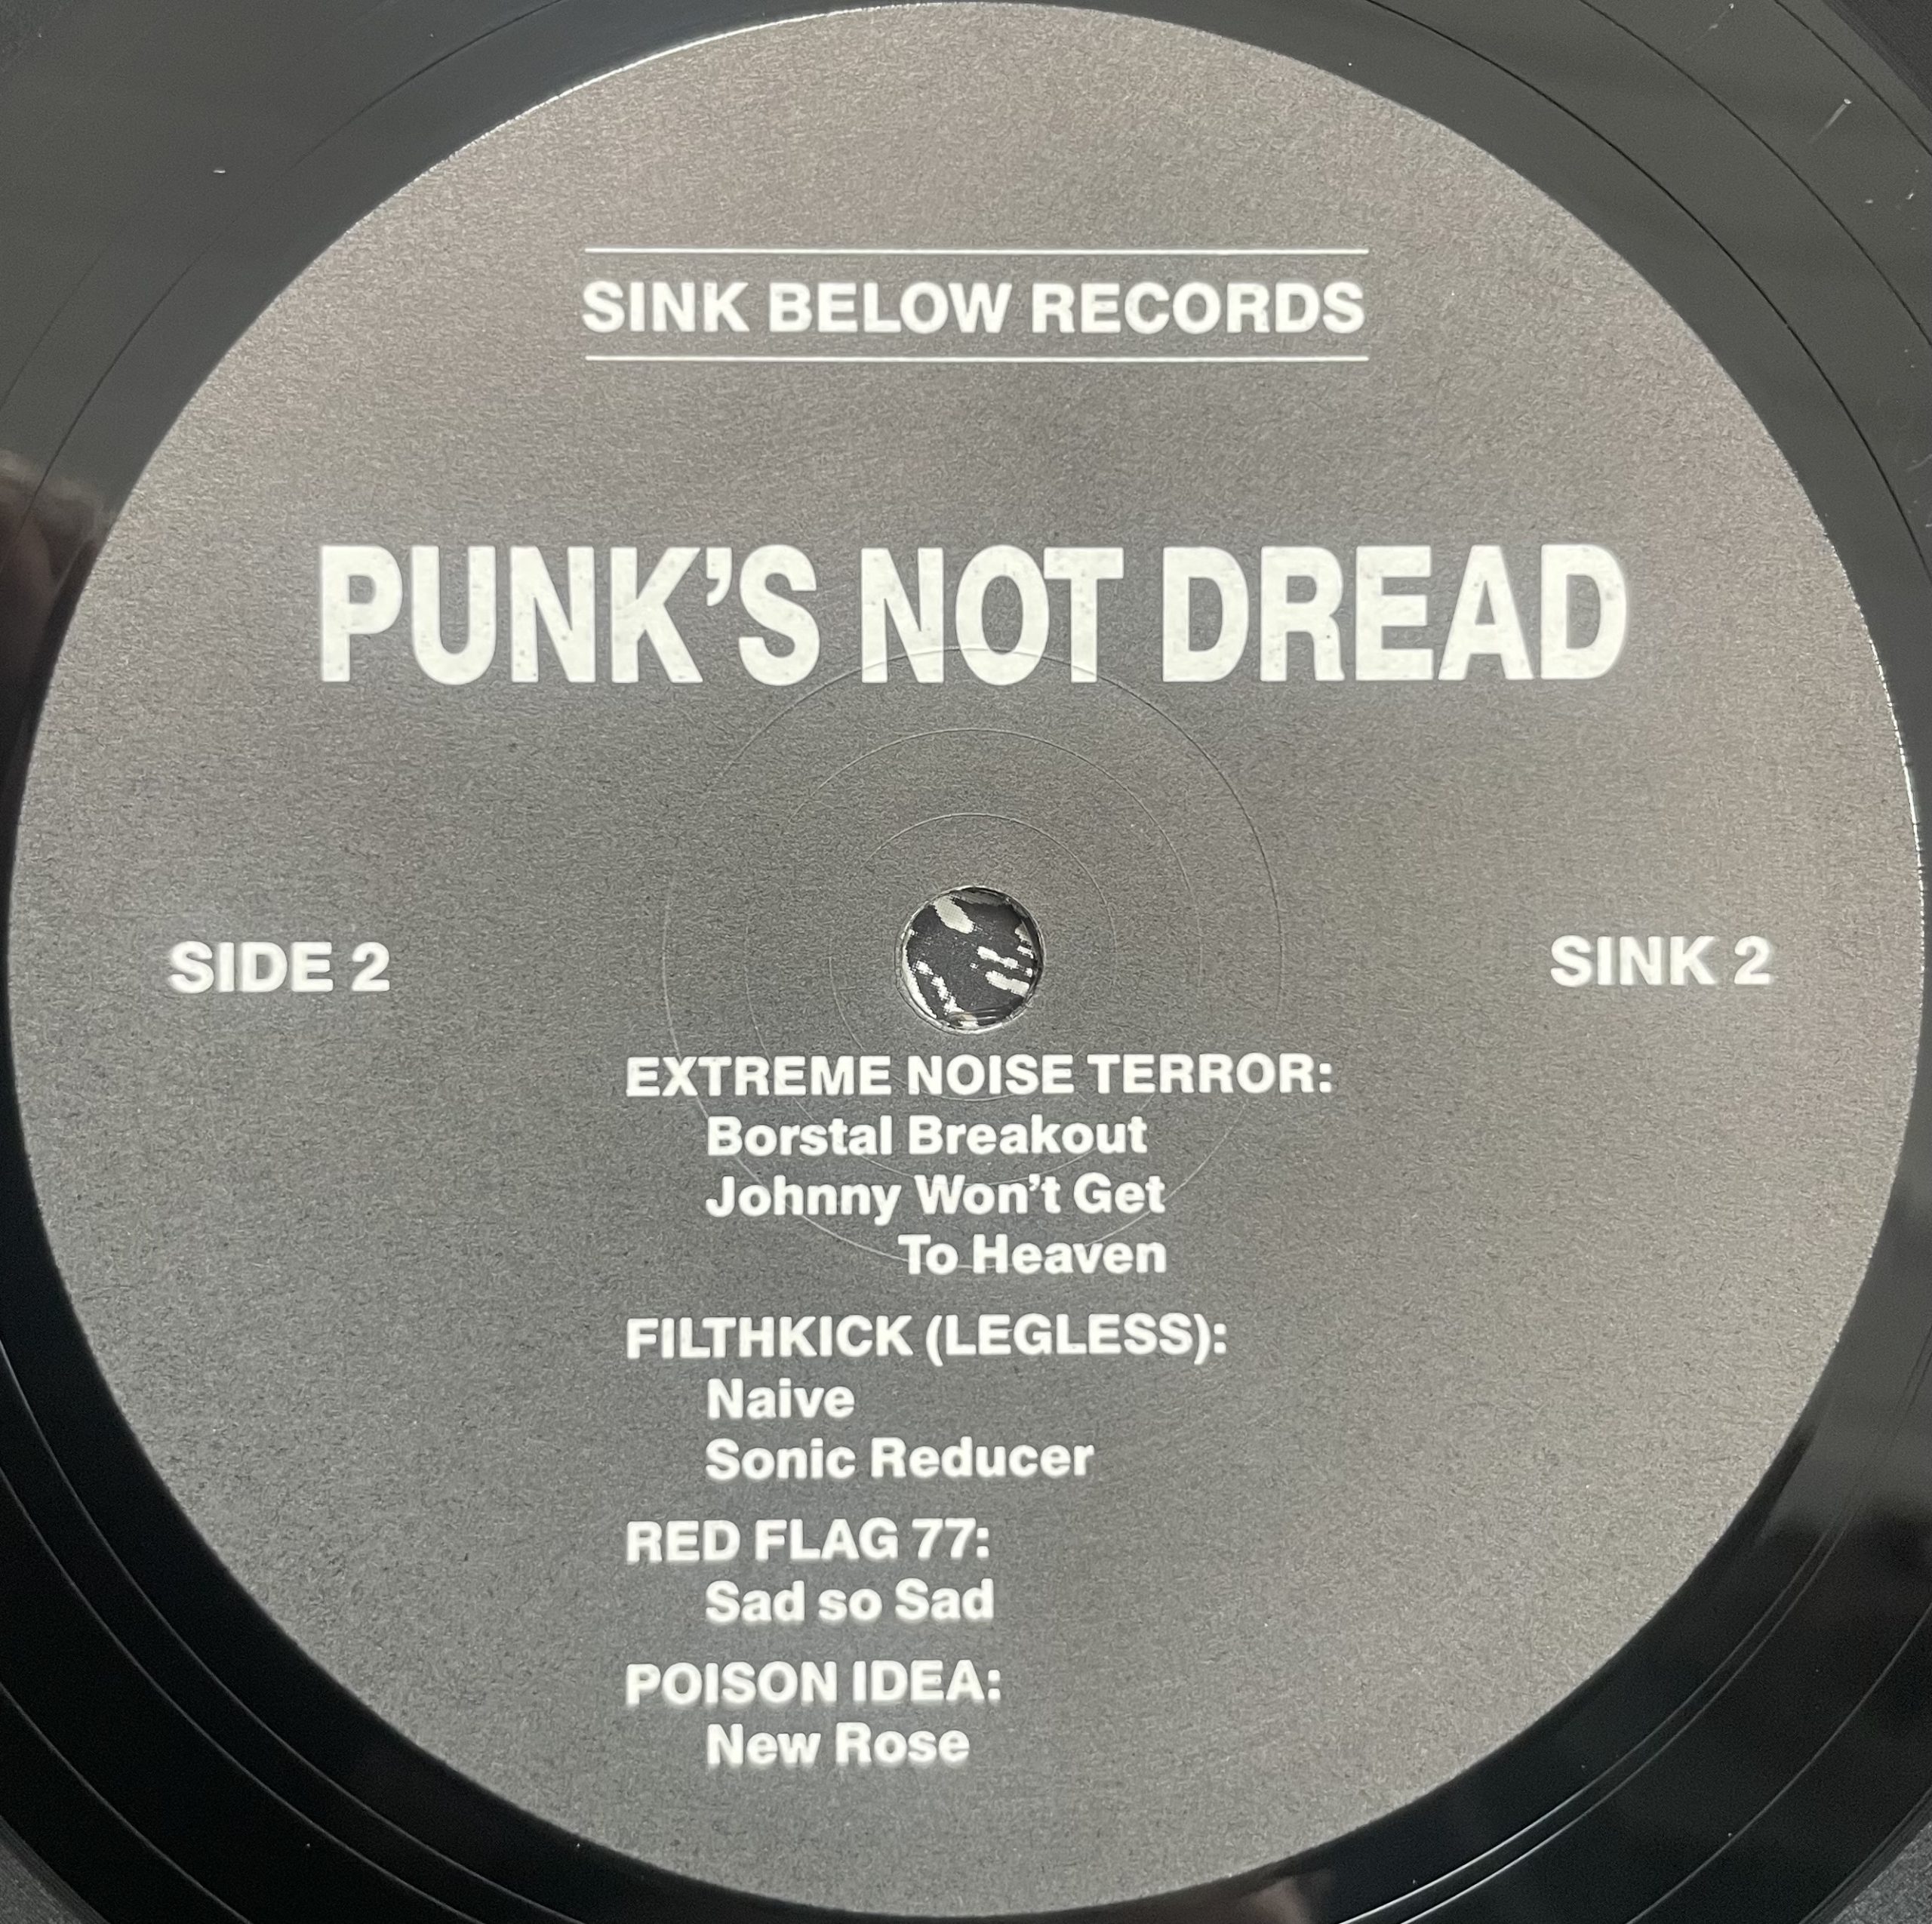 SINK BELOW RECORDS
PUNK’S NOT DREAD
SIDE 2
SINK 2
EXTREME NOISE TERROR:
Borstal Breakout
Johnny Won’t Get
To Heaven
FILTHKICK (LEGLESS):
Naive
Sonic Reducer
RED FLAG 77:
Sad so Sad
POISON IDEA:
New Rose